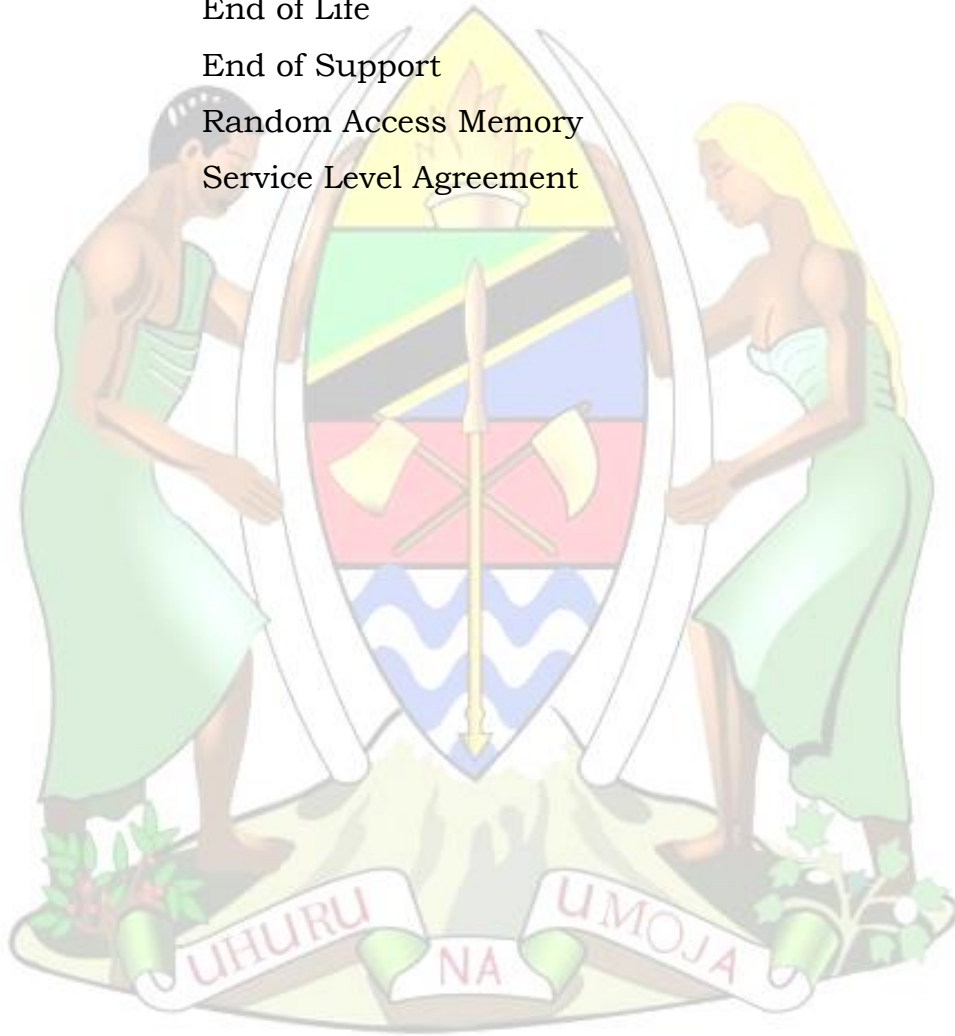 End of Life
End of Support
Random Access Memory
Service Level Agreement
UHURU
NA
UMOJA